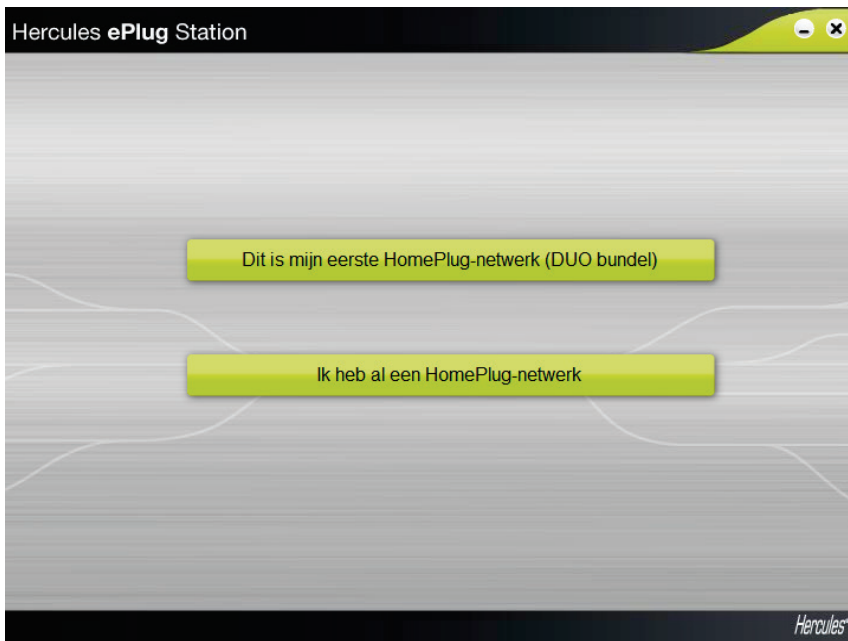 Hercules ePlug Station
Dit is mijn eerste HomePlug-netwerk (DUO bundel)
Ik heb al een HomePlug-netwerk
Hercules